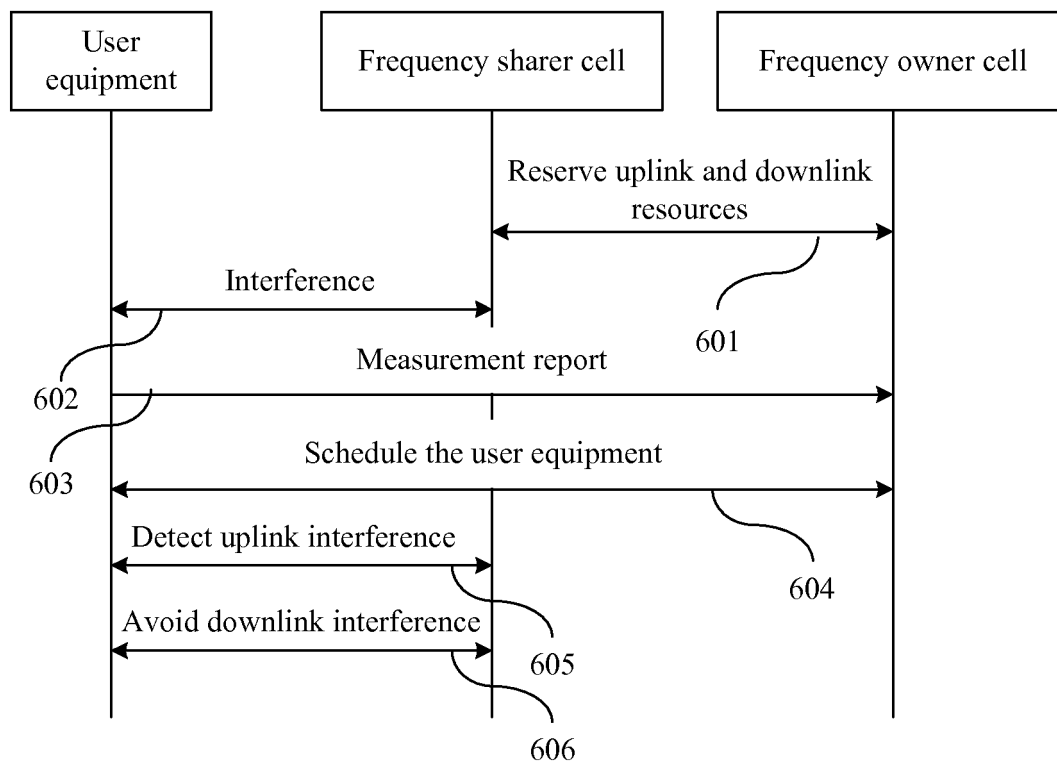 User
equipment
Frequency sharer cell
Frequency owner cell
Reserve uplink and downlink
resources
601
Interference
602
Measurement report
603
Schedule the user equipment
604
Detect uplink interference
605
Avoid downlink interference
606